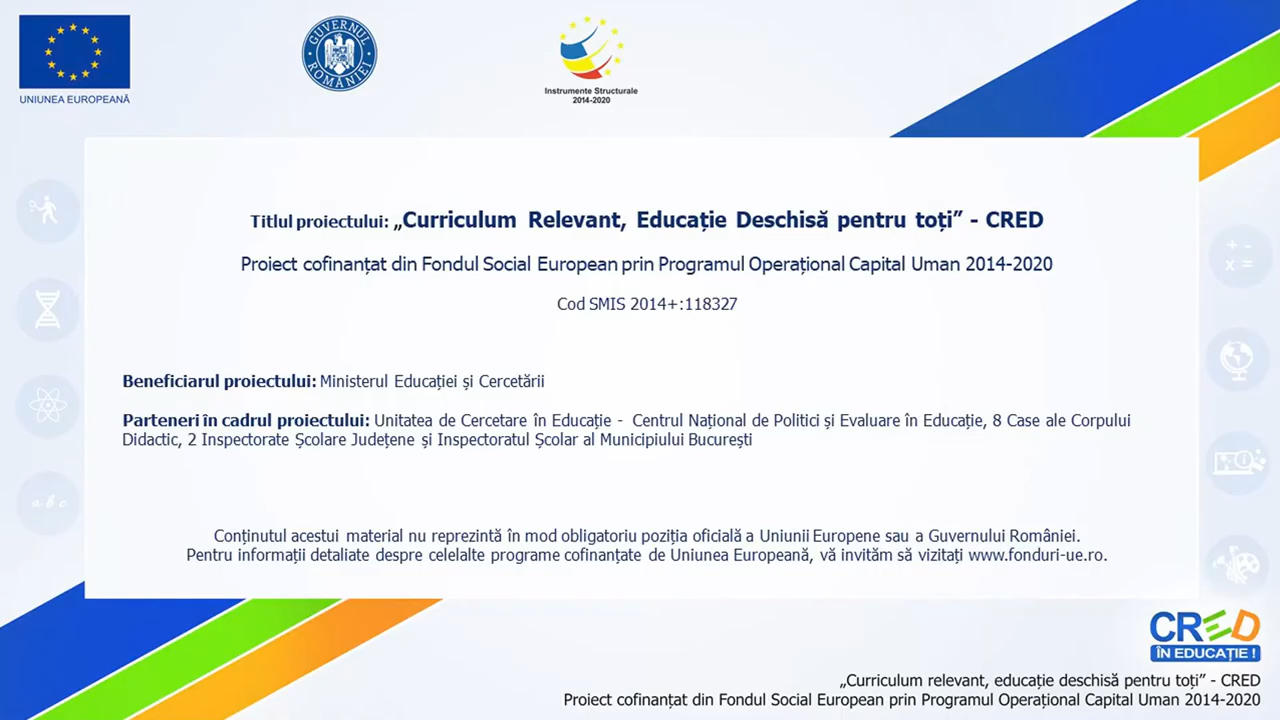 UNIUNEA EUROPEANĂ
GUVERNUL ROMÂNIEI
Instrumente Structurale
2014-2020
Titlul proiectului: „Curriculum Relevant, Educație Deschisă pentru toți” - CRED
Proiect cofinanțat din Fondul Social European prin Programul Operațional Capital Uman 2014-2020
Cod SMIS 2014+:118327
Beneficiarul proiectului: Ministerul Educației și Cercetării
Parteneri în cadrul proiectului: Unitatea de Cercetare în Educație - Centrul Național de Politici și Evaluare în Educație, 8 Case ale Corpului
Didactic, 2 Inspectorate Școlare Județene și Inspectoratul Școlar al Municipiului București
a b c
Conținutul acestui material nu reprezintă în mod obligatoriu poziția oficială a Uniunii Europene sau a Guvernului României.
Pentru informații detaliate despre celelalte programe cofinanțate de Uniunea Europeană, vă invităm să vizitați www.fonduri-ue.ro.
CRED
ÎN EDUCAȚIE !
„Curriculum relevant, educație deschisă pentru toți” - CRED
Proiect cofinanțat din Fondul Social European prin Programul Operațional Capital Uman 2014-2020